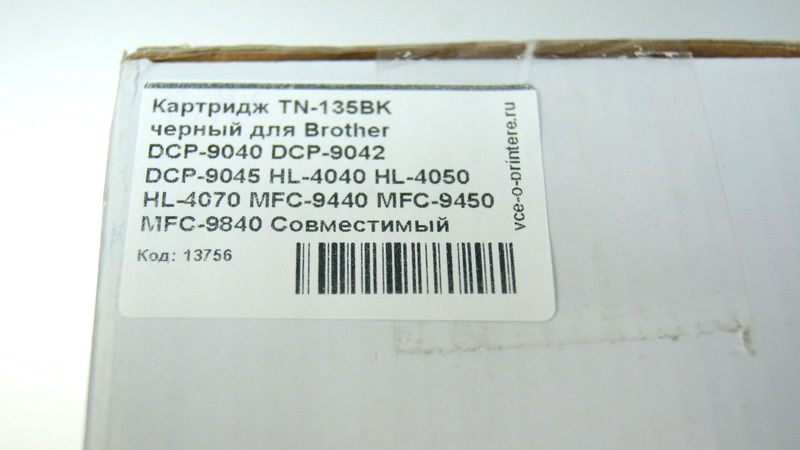 Картридж TN-135BK
черный для Brother
DCP-9040 DCP-9042
DCP-9045 HL-4040 HL-4050
HL-4070 MFC-9440 MFC-9450
MFC-9840 Совместимый
Код: 13756
vce-o-printere.ru